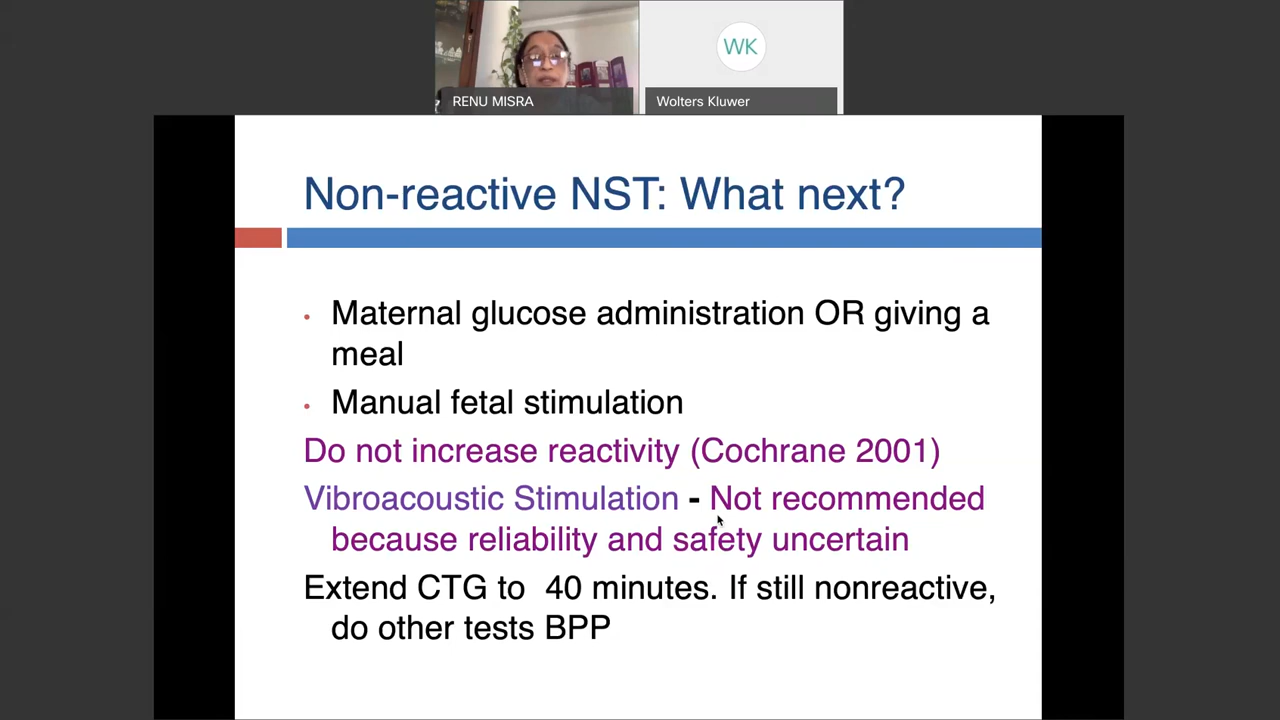 WK
RENU MISRA
Wolters Kluwer
Non-reactive NST: What next?
• Maternal glucose administration OR giving a
meal
• Manual fetal stimulation
Do not increase reactivity (Cochrane 2001)
Vibroacoustic Stimulation - Not recommended
because reliability and safety uncertain
Extend CTG to 40 minutes. If still nonreactive,
do other tests BPP